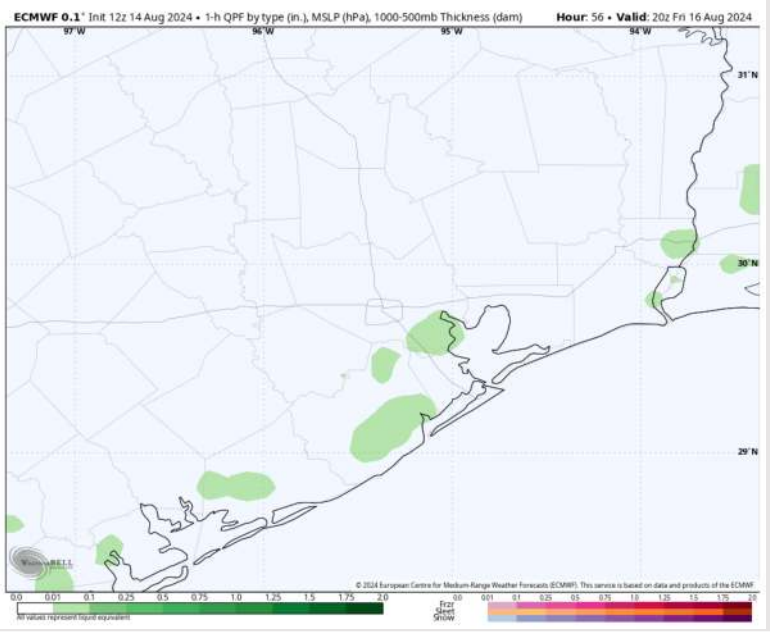 ECMWF 0.1° Init 12z 14 Aug 2024 • 1-h QPF by type (in.), MSLP (hPa), 1000-500mb Thickness (dam) Hour: 56 • Valid: 20z Fri 16 Aug 2024
97°W 96°W 95°W 94°W
31°N
30°N
29°N
WeatherBELL
© 2024 European Centre for Medium-Range Weather Forecasts (ECMWF). This service is based on data and products of the ECMWF
0.0 0.01 0.1 0.25 0.5 0.75 1.0 1.25 1.5 1.75 2.0 0.0 0.01 0.1 0.25 0.5 0.75 1.0 1.25 1.5 1.75 2.0
All values represent liquid equivalent
Frzr
Sleet
Snow